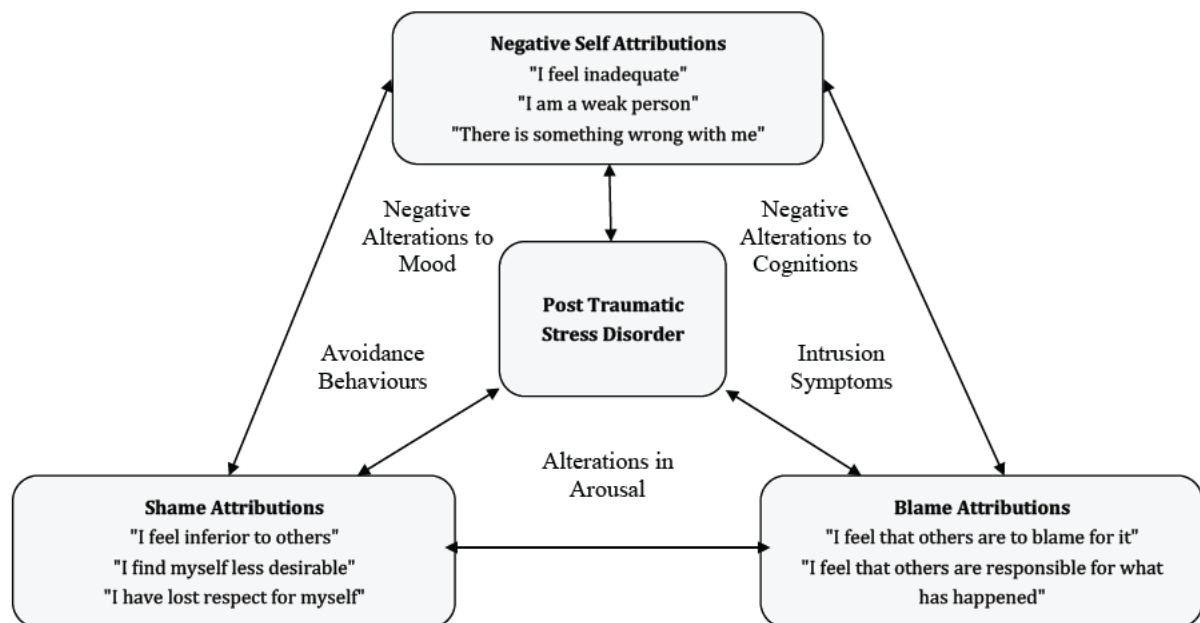 Negative Self Attributions
"I feel inadequate"
"I am a weak person"
"There is something wrong with me"
Negative
Alterations to
Mood
Negative
Alterations to
Cognitions
Post Traumatic
Stress Disorder
Avoidance
Behaviours
Intrusion
Symptoms
Alterations in
Arousal
Shame Attributions
"I feel inferior to others"
"I find myself less desirable"
"I have lost respect for myself"
Blame Attributions
"I feel that others are to blame for it"
"I feel that others are responsible for what
has happened"